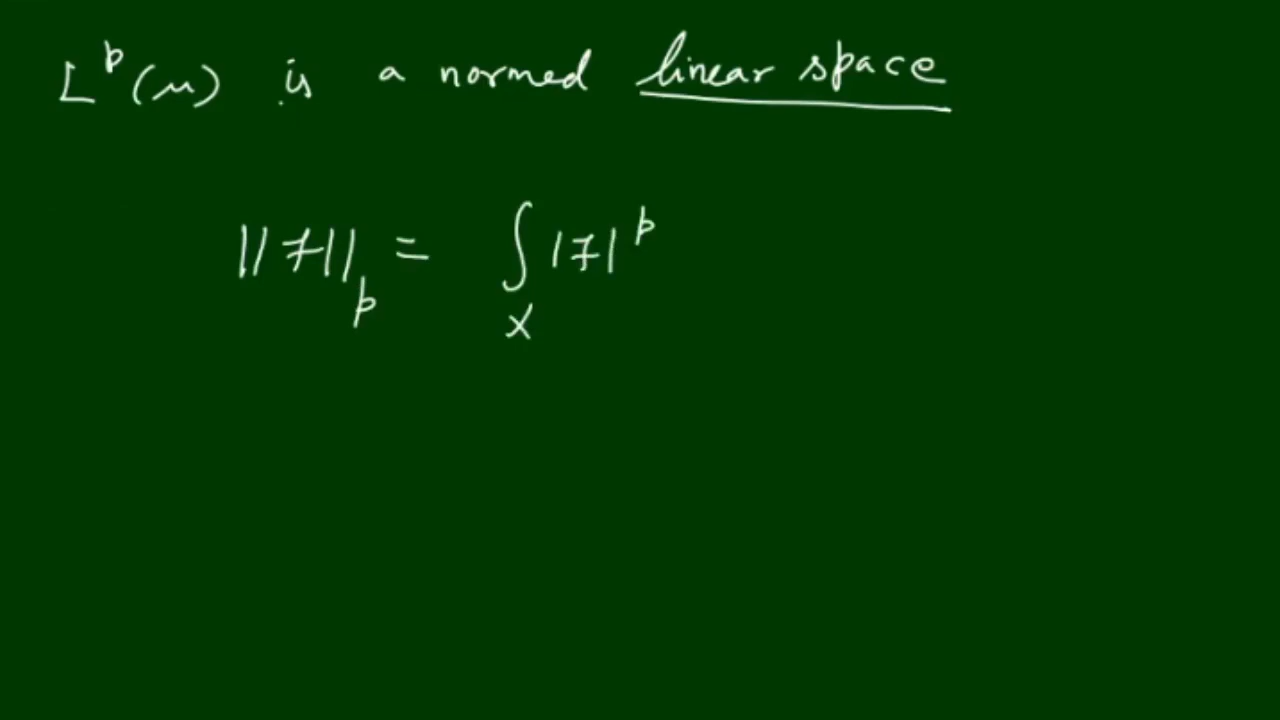 L^p(μ) is a normed linear space
||f||_p = ∫_X |f|^p